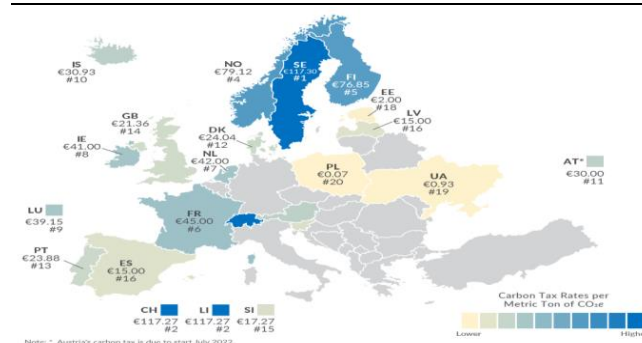 IS
€30.93
#10
NO
€79.12
#4
SE
€117.30
#1
FI
€76.85
#5
EE
€2.00
#18
LV
€15.00
#16
GB
€21.36
#14
IE
€41.00
#8
DK
€24.04
#12
NL
€42.00
#7
PL
€0.07
#20
UA
€0.93
#19
AT*
€30.00
#11
LU
€39.15
#9
FR
€45.00
#6
PT
€23.88
#13
ES
€15.00
#16
CH
€117.27
#2
LI
€117.27
#2
SI
€17.27
#15
Carbon Tax Rates per
Metric Ton of CO₂e
Lower
Highe
Note: * Austria's carbon tax is due to start July 2022.